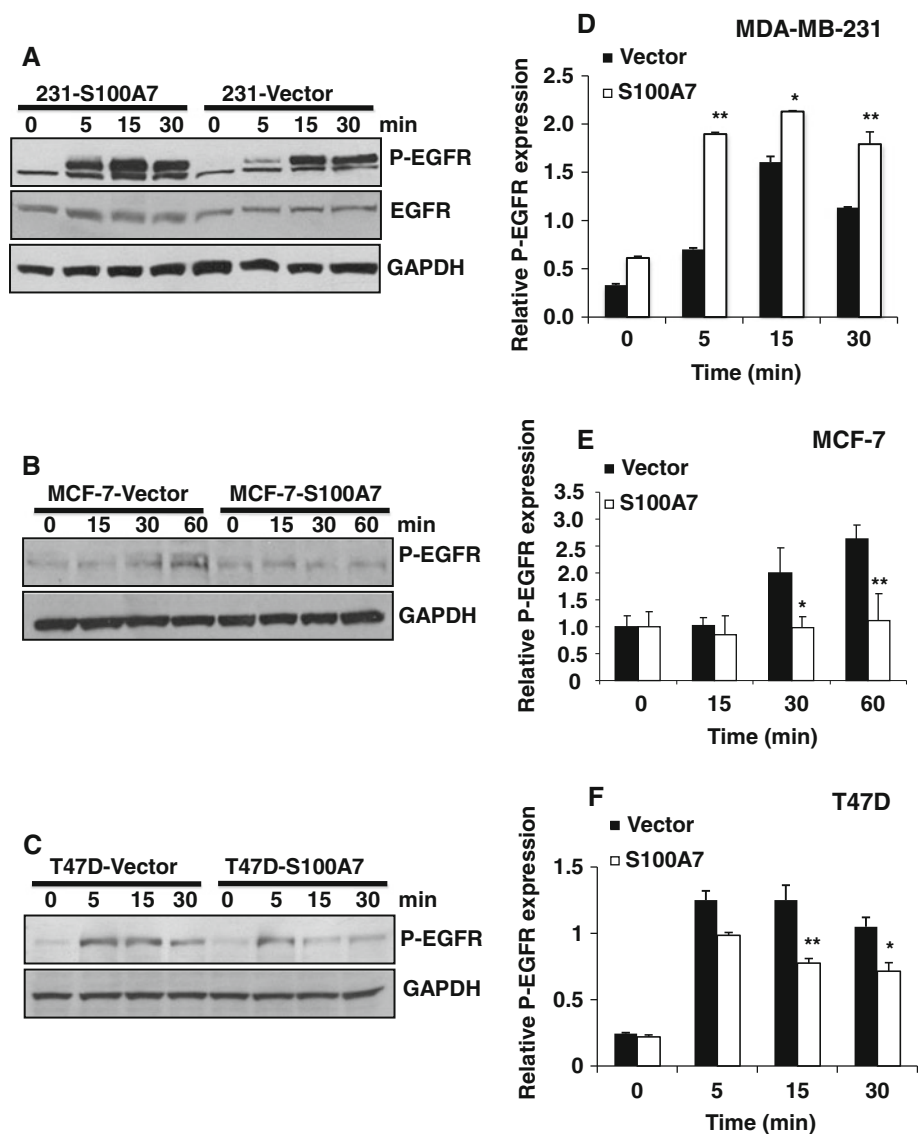 A
231-S100A7 231-Vector
0 5 15 30 0 5 15 30 min
P-EGFR
EGFR
GAPDH
D
MDA-MB-231
Vector
S100A7
Relative P-EGFR expression
2.5
2.0
1.5
1.0
0.5
0.0
** * **
0 5 15 30
Time (min)
B
MCF-7-Vector MCF-7-S100A7
0 15 30 60 0 15 30 60 min
P-EGFR
GAPDH
E
MCF-7
Vector
S100A7
Relative P-EGFR expression
3.5
3.0
2.5
2.0
1.5
1.0
0.5
0
* **
0 15 30 60
Time (min)
C
T47D-Vector T47D-S100A7
0 5 15 30 0 5 15 30 min
P-EGFR
GAPDH
F
T47D
Vector
S100A7
Relative P-EGFR expression
1.5
1
0.5
0
** *
0 5 15 30
Time (min)